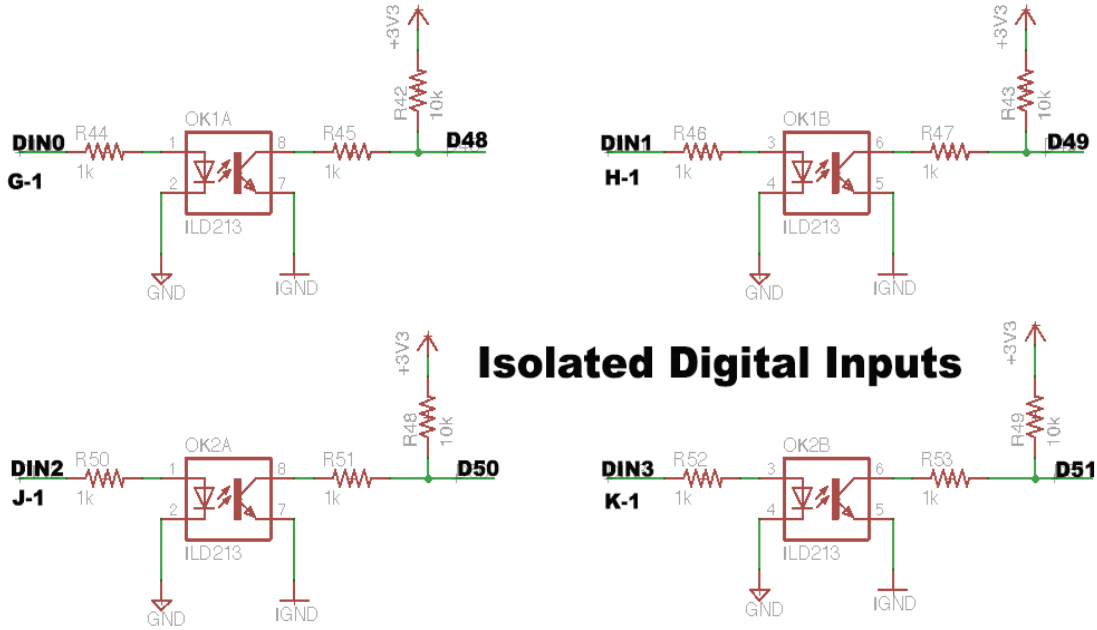 +3V3
R42
10k
OK1A
DIN0
R44
1k
1
8
R45
1k
D48
G-1
2
7
ILD213
GND
IGND
+3V3
R43
10k
OK1B
DIN1
R46
1k
3
6
R47
1k
D49
H-1
4
5
ILD213
GND
IGND
Isolated Digital Inputs
+3V3
R48
10k
OK2A
DIN2
R50
1k
1
8
R51
1k
D50
J-1
2
7
ILD213
GND
IGND
+3V3
R49
10k
OK2B
DIN3
R52
1k
3
6
R53
1k
D51
K-1
4
5
ILD213
GND
IGND